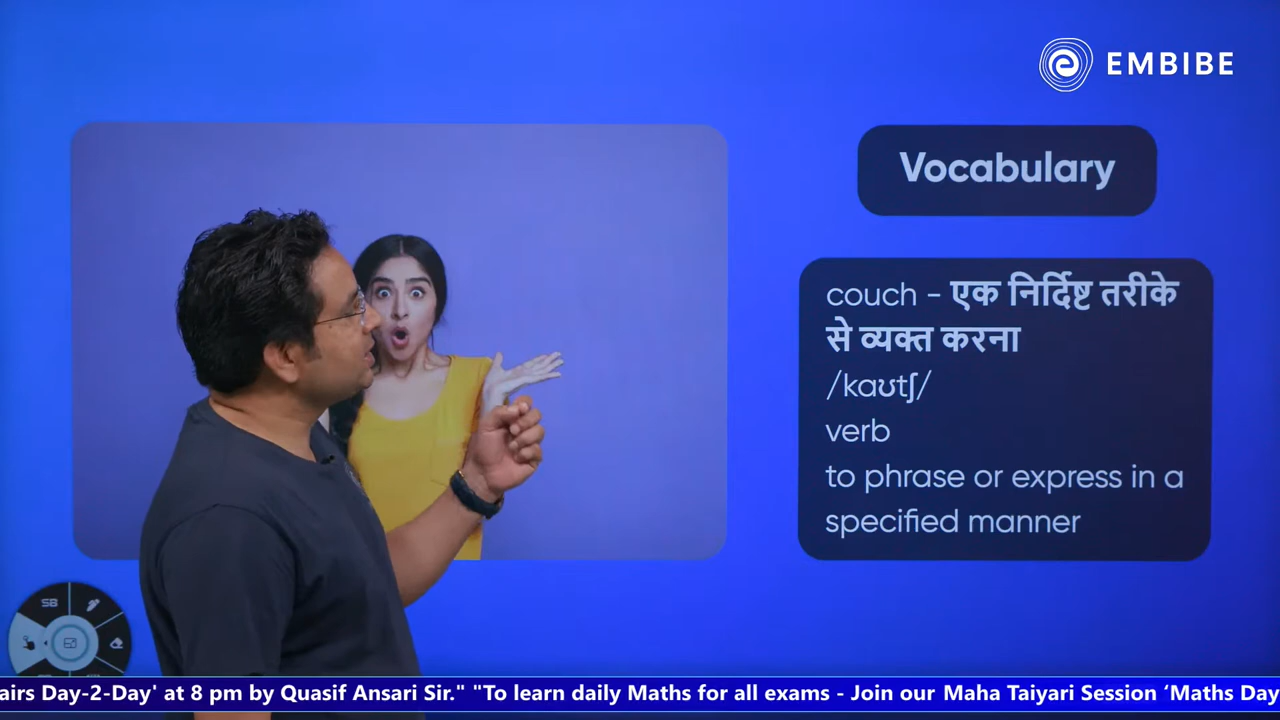 EMBIBE
Vocabulary
couch - एक निर्दिष्ट तरीके
से व्यक्त करना
/kaʊtʃ/
verb
to phrase or express in a
specified manner
SB
airs Day-2-Day' at 8 pm by Quasif Ansari Sir." "To learn daily Maths for all exams - Join our Maha Taiyari Session ‘Maths Day